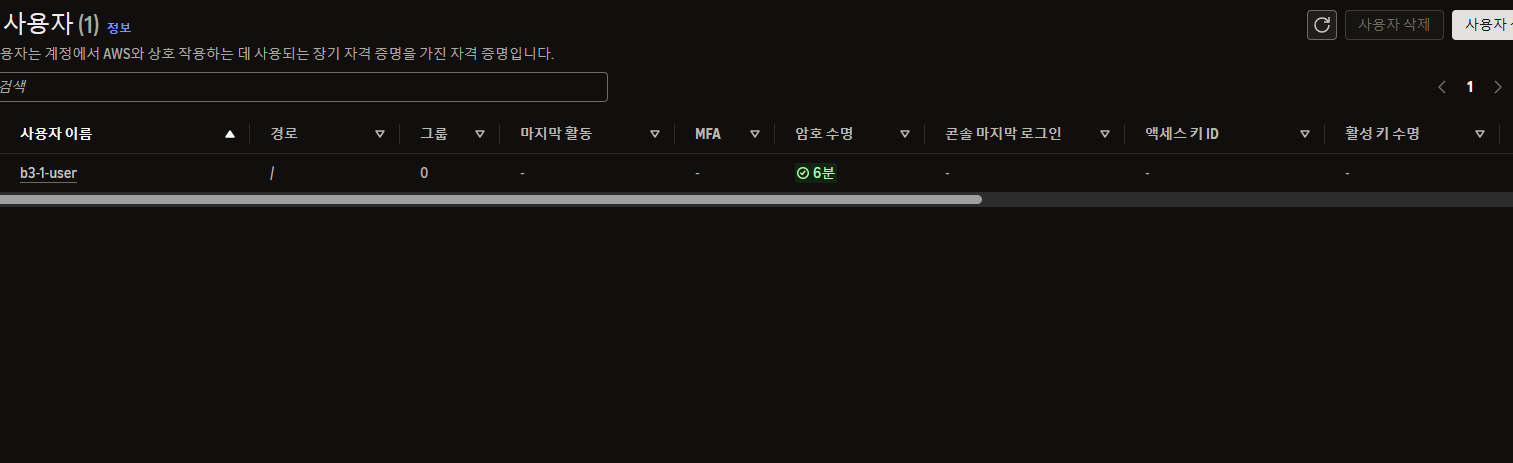 사용자 (1) 정보
사용자 삭제
사용자
용자는 계정에서 AWS와 상호 작용하는 데 사용되는 장기 자격 증명을 가진 자격 증명입니다.
검색
1
사용자 이름 경로 그룹 마지막 활동 MFA 암호 수명 콘솔 마지막 로그인 액세스 키 ID 활성 키 수명
b3-1-user / 0 - - 6분 - - -